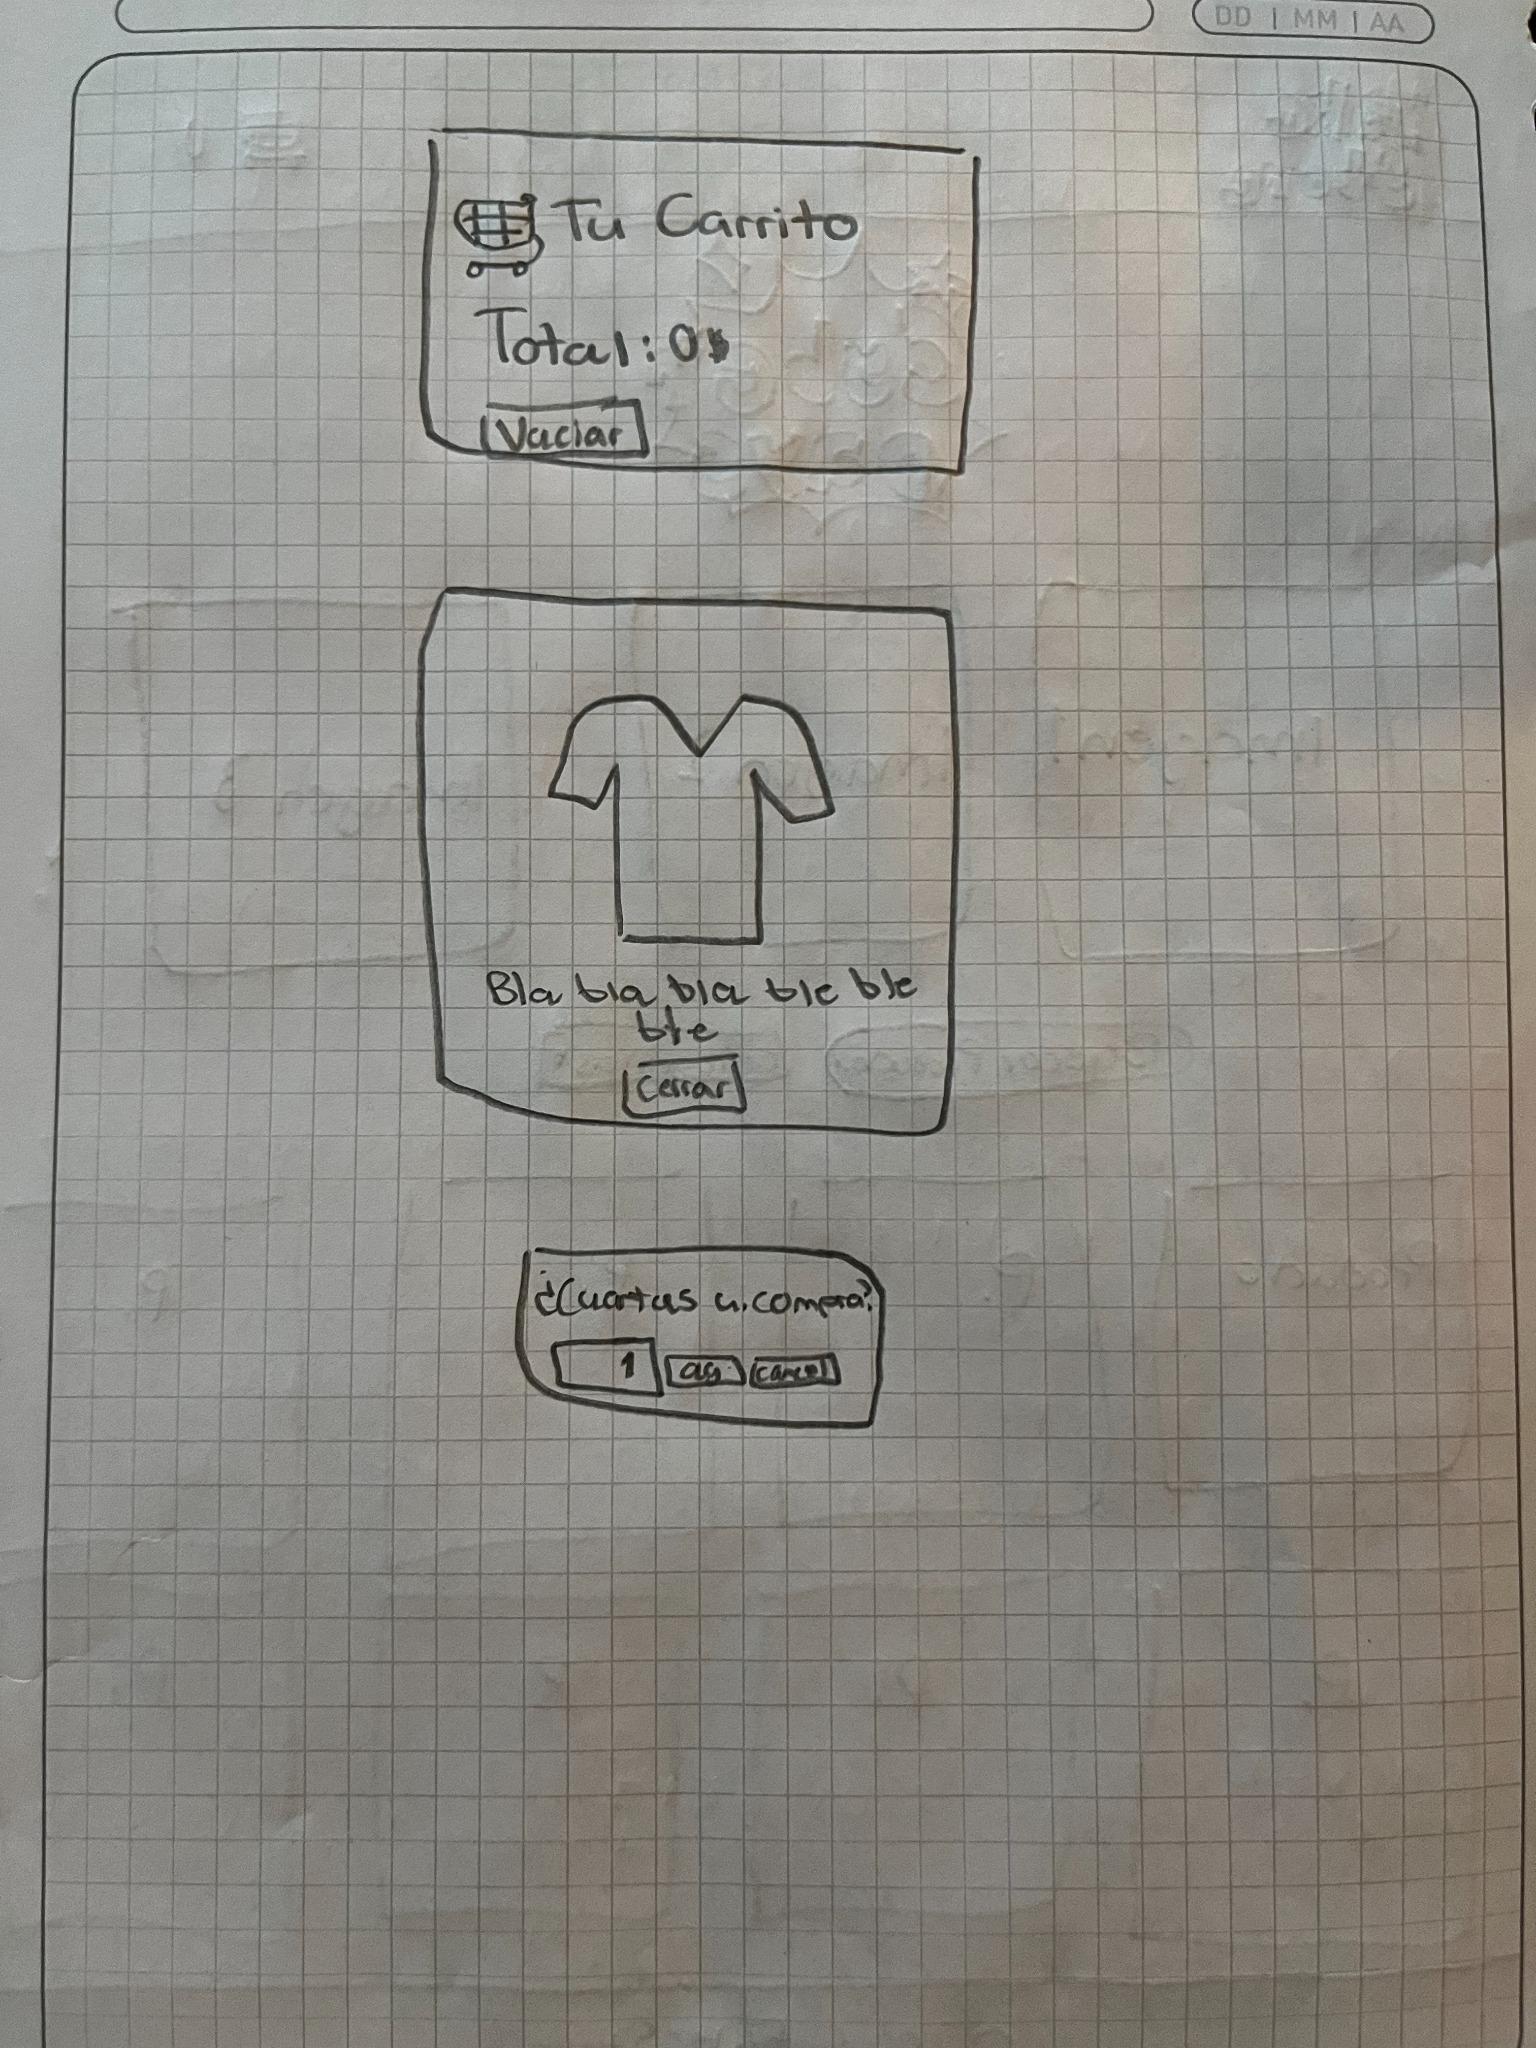 DD | MM | AA
Tu Carrito
Total: 0$
Vaciar
Bla bla bla ble ble
ble
Cerrar
¿Cuantas u. compra?
1 ag. cancel